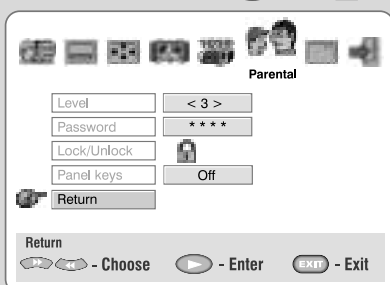 Parental
Level < 3 >
Password * * * *
Lock/Unlock
Panel keys Off
Return
Return
- Choose - Enter EXIT - Exit